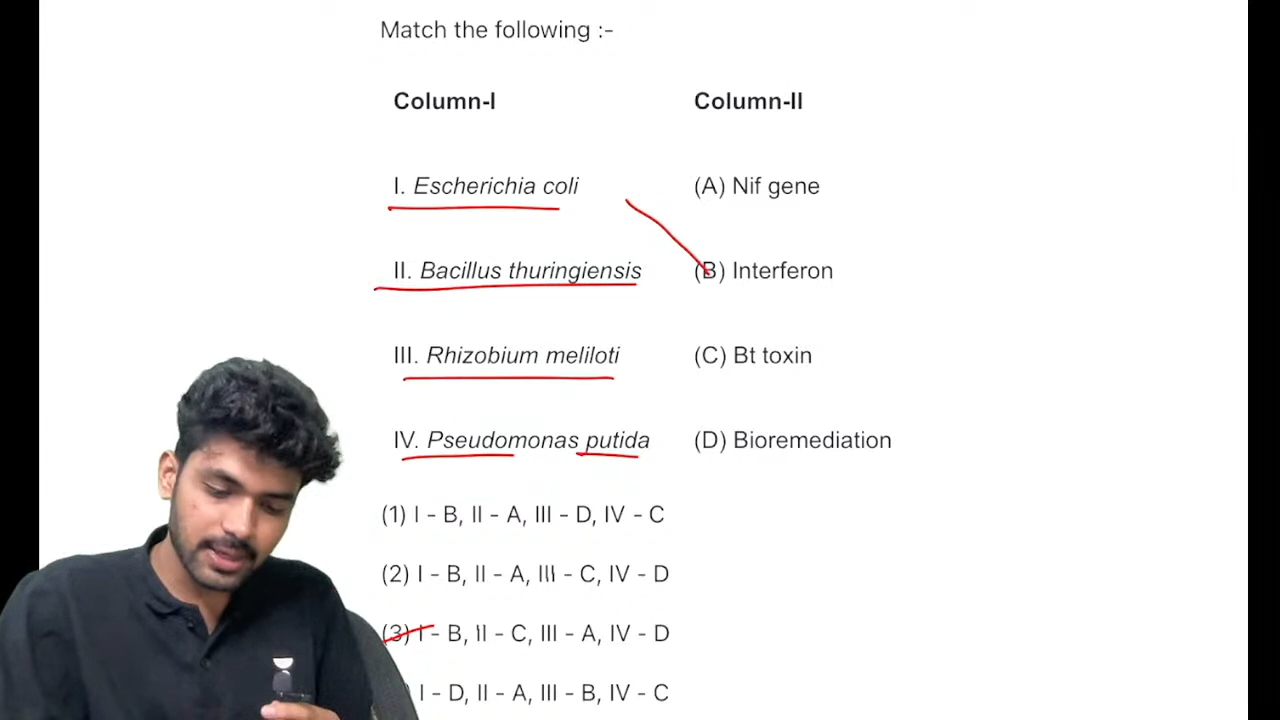 Match the following :-
Column-I Column-II
I. Escherichia coli (A) Nif gene
II. Bacillus thuringiensis (B) Interferon
III. Rhizobium meliloti (C) Bt toxin
IV. Pseudomonas putida (D) Bioremediation
(1) I - B, II - A, III - D, IV - C
(2) I - B, II - A, III - C, IV - D
(3) I - B, II - C, III - A, IV - D
) I - D, II - A, III - B, IV - C